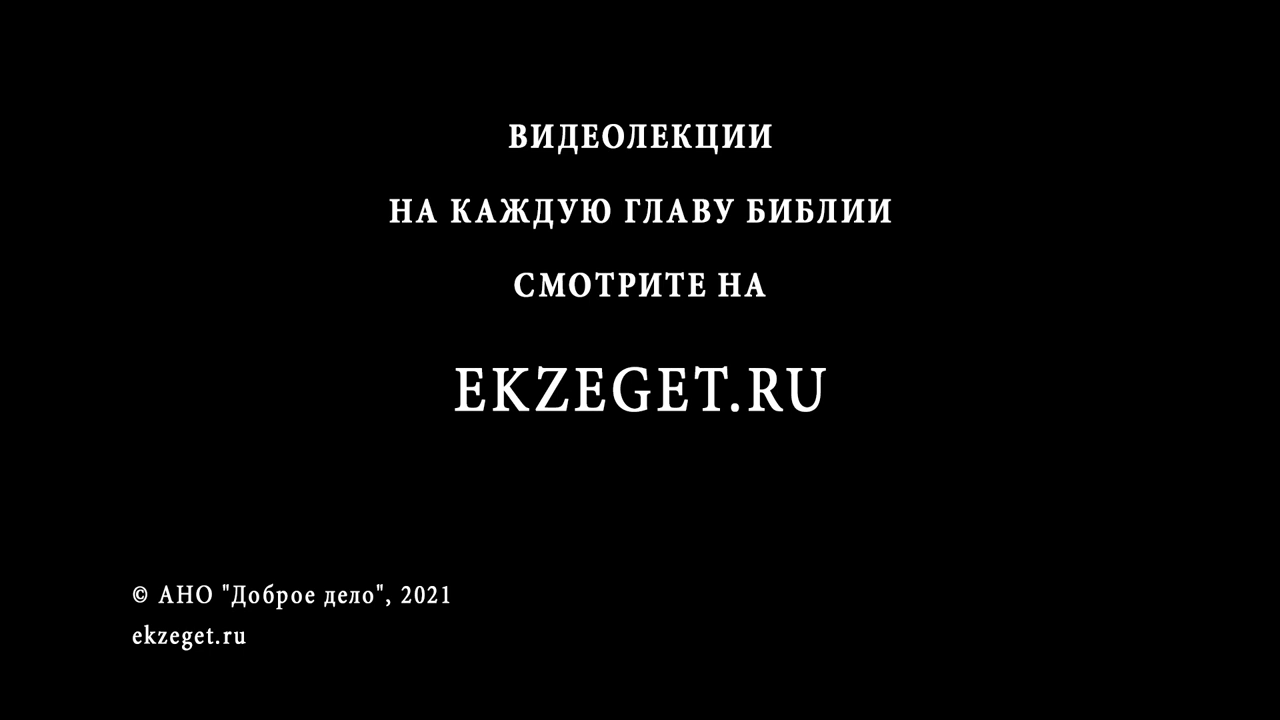 ВИДЕОЛЕКЦИИ
НА КАЖДУЮ ГЛАВУ БИБЛИИ
СМОТРИТЕ НА
EKZEGET.RU
© АНО "Доброе дело", 2021
ekzeget.ru